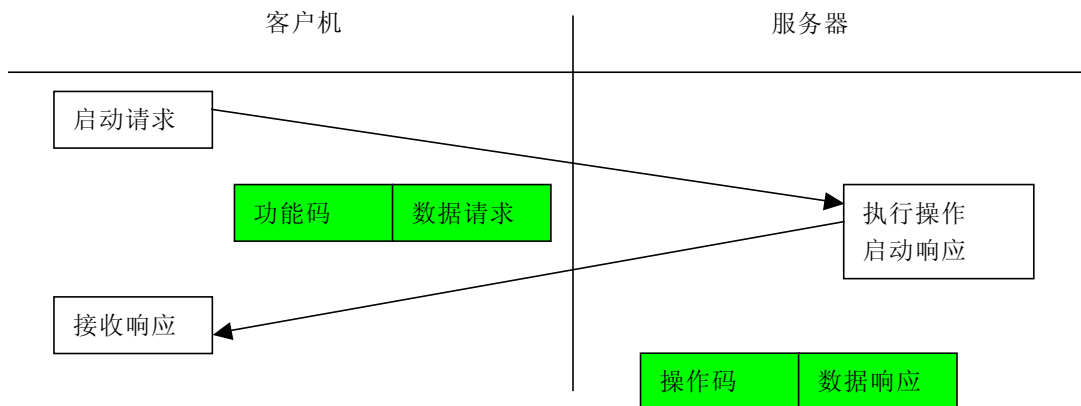 客户机
服务器
启动请求
功能码
数据请求
执行操作
启动响应
接收响应
操作码
数据响应